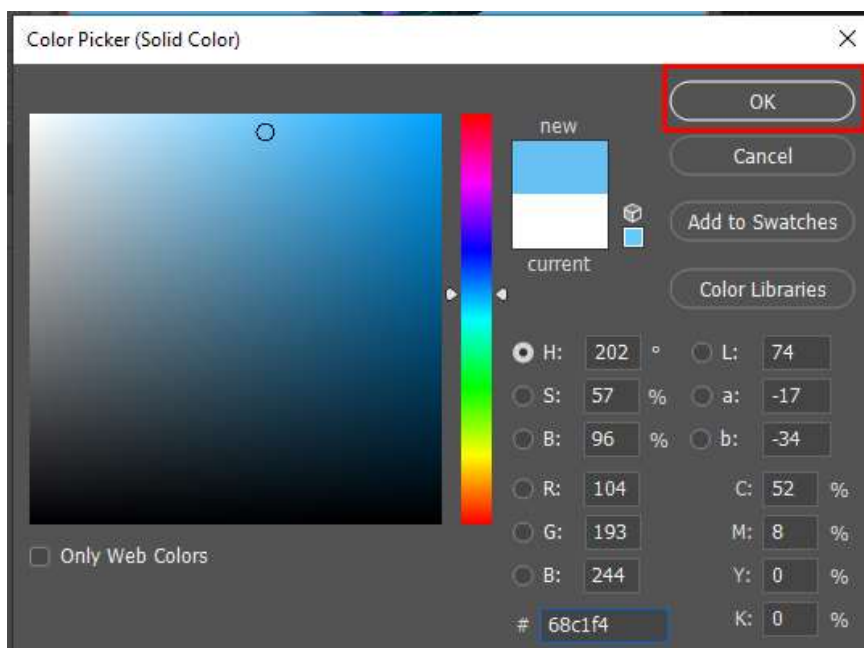 Color Picker (Solid Color)
OK
new
Cancel
Add to Swatches
current
Color Libraries
H: 202 ° L: 74
S: 57 % a: -17
B: 96 % b: -34
R: 104 C: 52 %
G: 193 M: 8 %
Only Web Colors
B: 244 Y: 0 %
# 68c1f4 K: 0 %